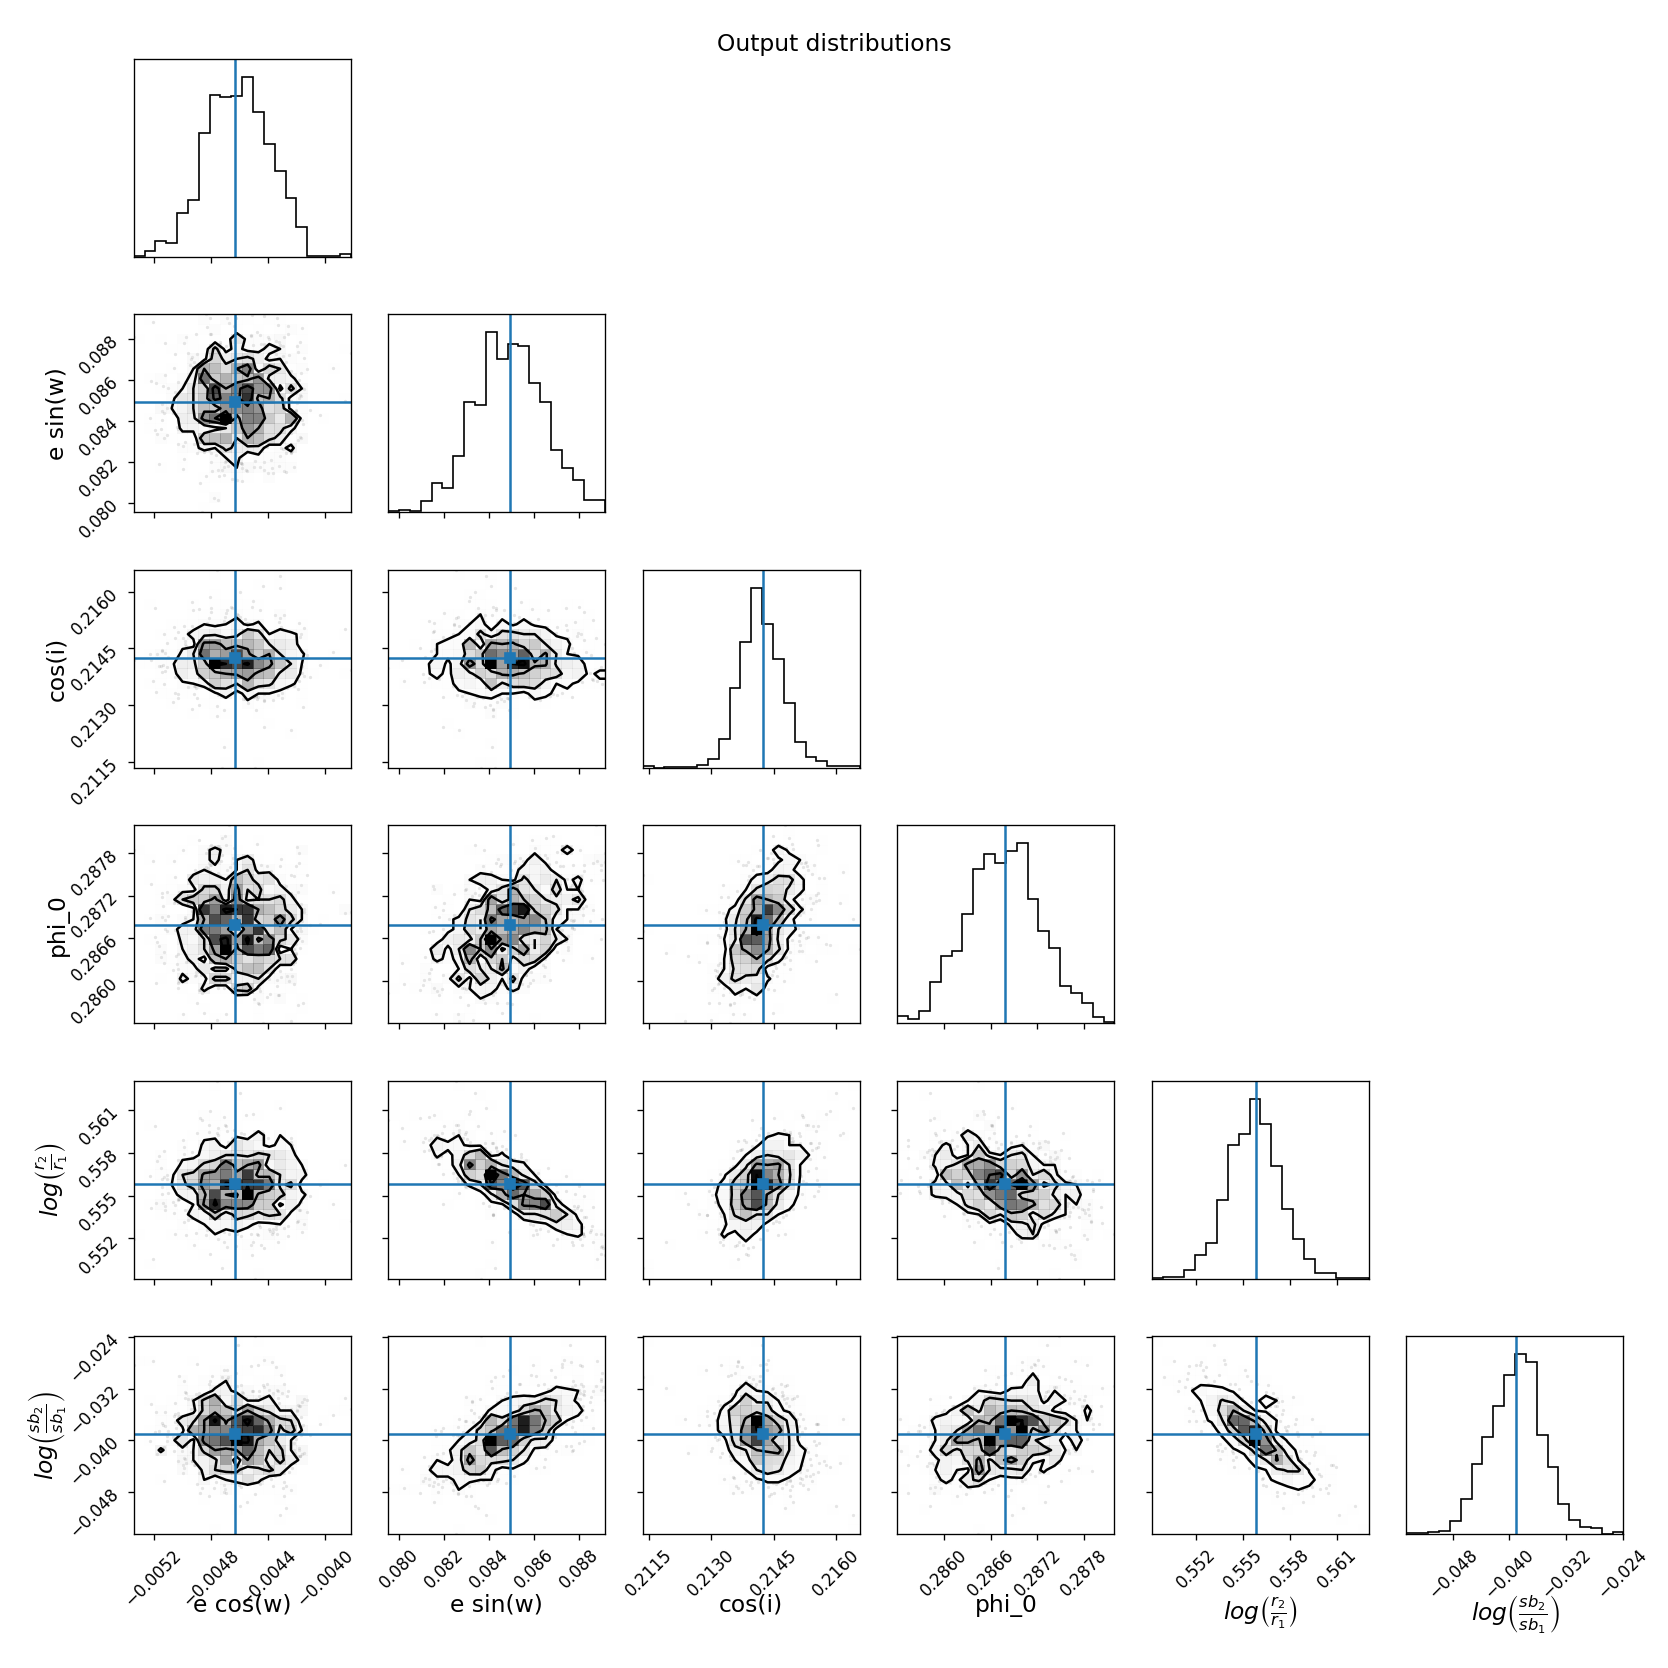 Output distributions
e sin(w)
0.088
0.086
0.084
0.082
0.080
cos(i)
0.2160
0.2145
0.2130
0.2115
phi_0
0.2878
0.2872
0.2866
0.2860
log(r₂/r₁)
0.561
0.558
0.555
0.552
log(sb₂/sb₁)
−0.024
−0.032
−0.040
−0.048
−0.0052 −0.0048 −0.0044 −0.0040
0.080 0.082 0.084 0.086 0.088
0.2115 0.2130 0.2145 0.2160
0.2860 0.2866 0.2872 0.2878
0.552 0.555 0.558 0.561
−0.048 −0.040 −0.032 −0.024
e cos(w) e sin(w) cos(i) phi_0 log(r₂/r₁) log(sb₂/sb₁)